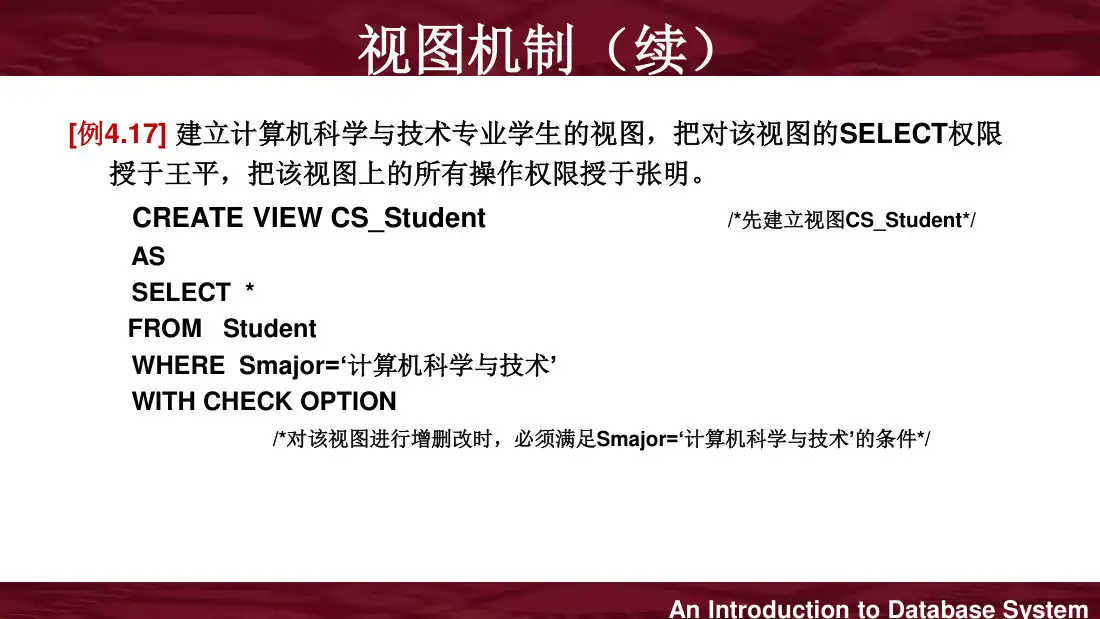 视图机制（续）
[例4.17] 建立计算机科学与技术专业学生的视图，把对该视图的SELECT权限
授于王平，把该视图上的所有操作权限授于张明。
CREATE VIEW CS_Student /*先建立视图CS_Student*/
AS
SELECT *
FROM Student
WHERE Smajor=‘计算机科学与技术’
WITH CHECK OPTION
/*对该视图进行增删改时，必须满足Smajor=‘计算机科学与技术’的条件*/
An Introduction to Database System